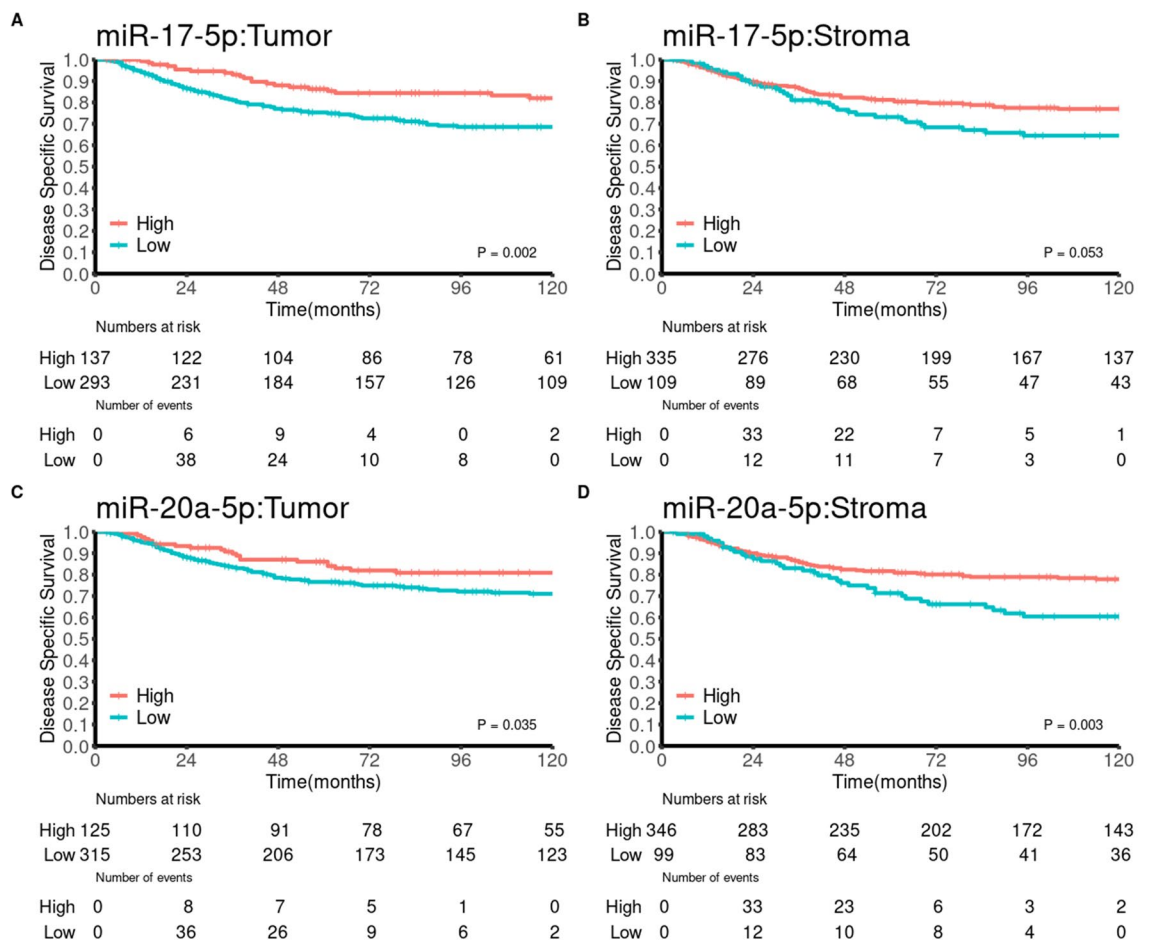 A
miR-17-5p:Tumor
Disease Specific Survival
1.0
0.9
0.8
0.7
0.6
0.5
0.4
0.3
0.2
0.1
0.0
High
Low
P = 0.002
0 24 48 72 96 120
Time(months)
Numbers at risk
High 137 122 104 86 78 61
Low 293 231 184 157 126 109
Number of events
High 0 6 9 4 0 2
Low 0 38 24 10 8 0
B
miR-17-5p:Stroma
Disease Specific Survival
1.0
0.9
0.8
0.7
0.6
0.5
0.4
0.3
0.2
0.1
0.0
High
Low
P = 0.053
0 24 48 72 96 120
Time(months)
Numbers at risk
High 335 276 230 199 167 137
Low 109 89 68 55 47 43
Number of events
High 0 33 22 7 5 1
Low 0 12 11 7 3 0
C
miR-20a-5p:Tumor
Disease Specific Survival
1.0
0.9
0.8
0.7
0.6
0.5
0.4
0.3
0.2
0.1
0.0
High
Low
P = 0.035
0 24 48 72 96 120
Time(months)
Numbers at risk
High 125 110 91 78 67 55
Low 315 253 206 173 145 123
Number of events
High 0 8 7 5 1 0
Low 0 36 26 9 6 2
D
miR-20a-5p:Stroma
Disease Specific Survival
1.0
0.9
0.8
0.7
0.6
0.5
0.4
0.3
0.2
0.1
0.0
High
Low
P = 0.003
0 24 48 72 96 120
Time(months)
Numbers at risk
High 346 283 235 202 172 143
Low 99 83 64 50 41 36
Number of events
High 0 33 23 6 3 2
Low 0 12 10 8 4 0